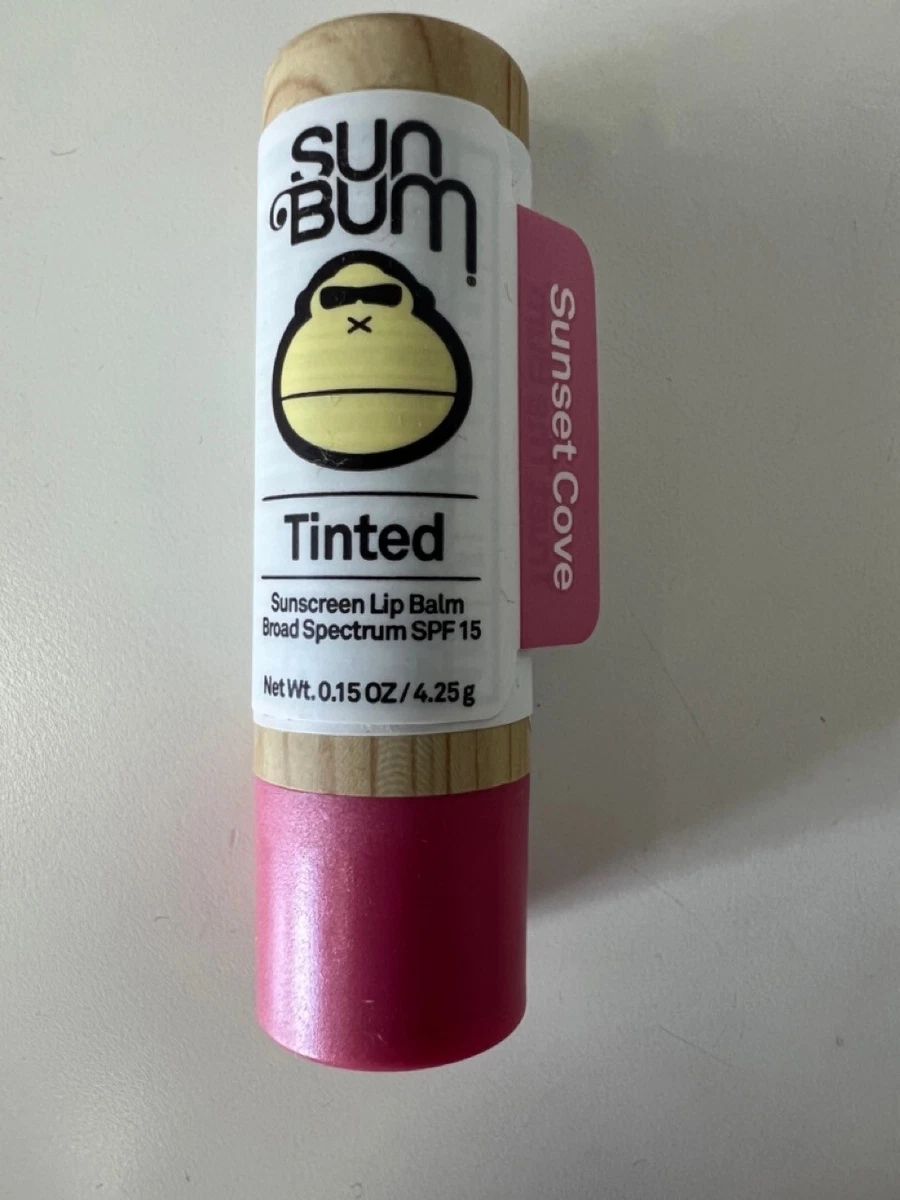 sun
Bum
Tinted
Sunscreen Lip Balm
Broad Spectrum SPF 15
Net Wt. 0.15 OZ / 4.25 g
Sunset Cove